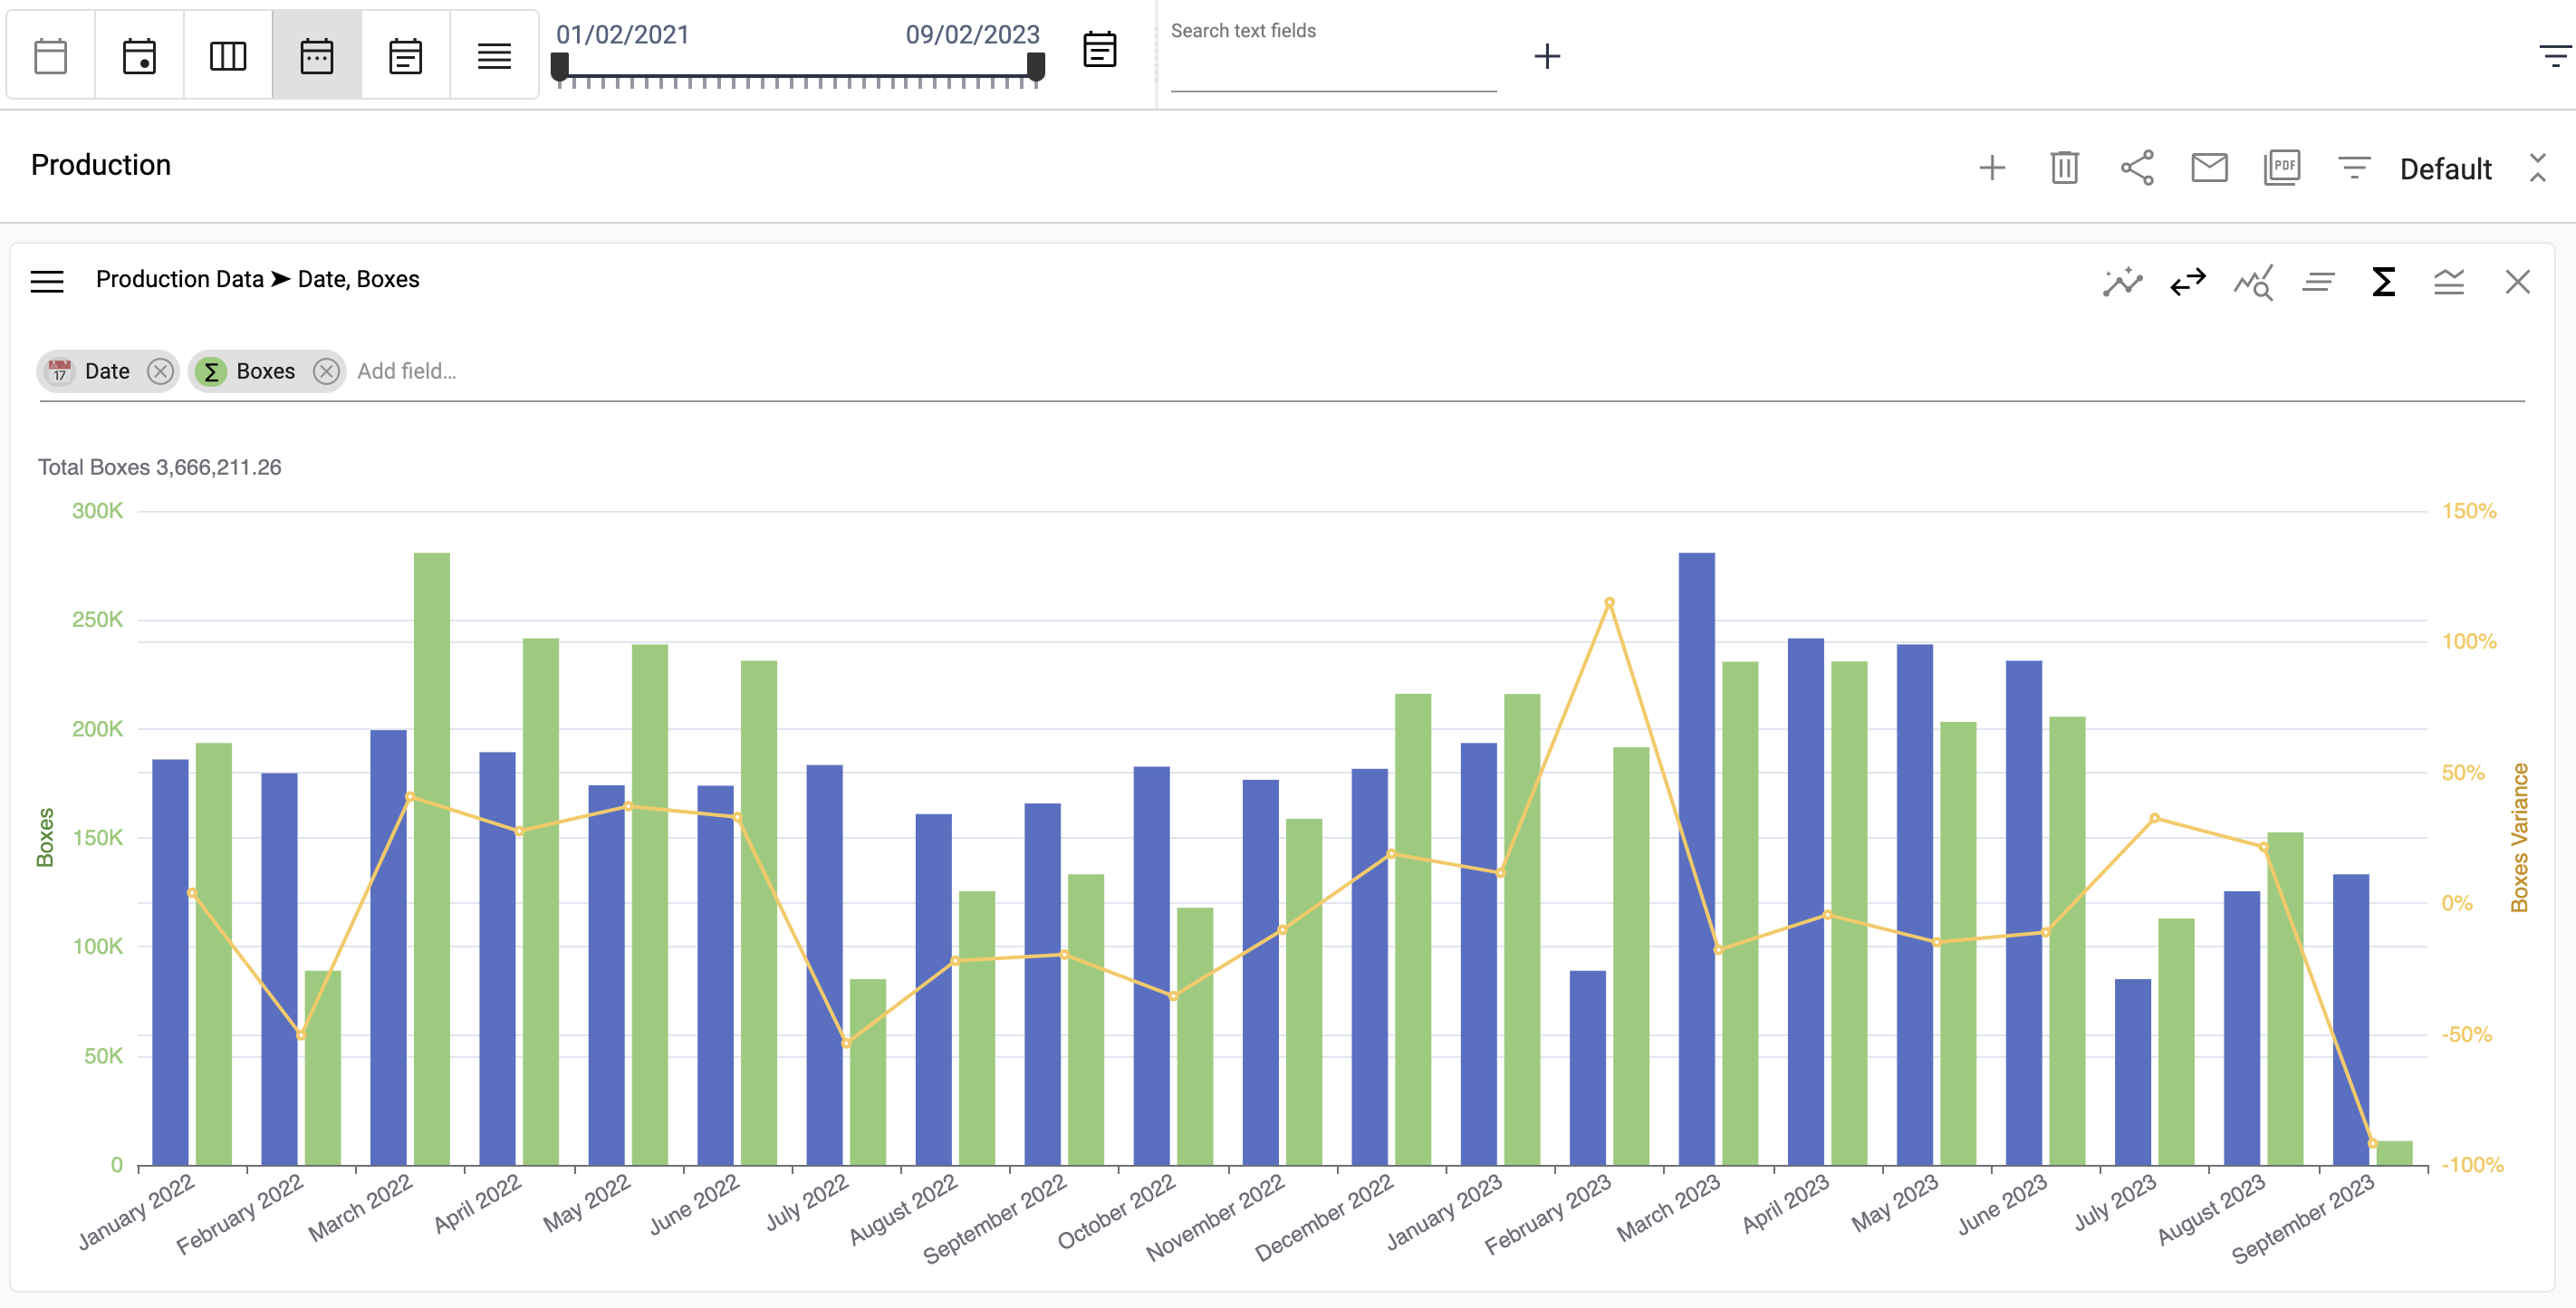 01/02/2021 09/02/2023
Search text fields
Production
PDF
Default
Production Data ➤ Date, Boxes
17
Date
Σ
Boxes
Add field...
Σ
Total Boxes 3,666,211.26
300K
250K
200K
150K
100K
50K
0
Boxes
150%
100%
50%
0%
-50%
-100%
Boxes Variance
January 2022
February 2022
March 2022
April 2022
May 2022
June 2022
July 2022
August 2022
September 2022
October 2022
November 2022
December 2022
January 2023
February 2023
March 2023
April 2023
May 2023
June 2023
July 2023
August 2023
September 2023